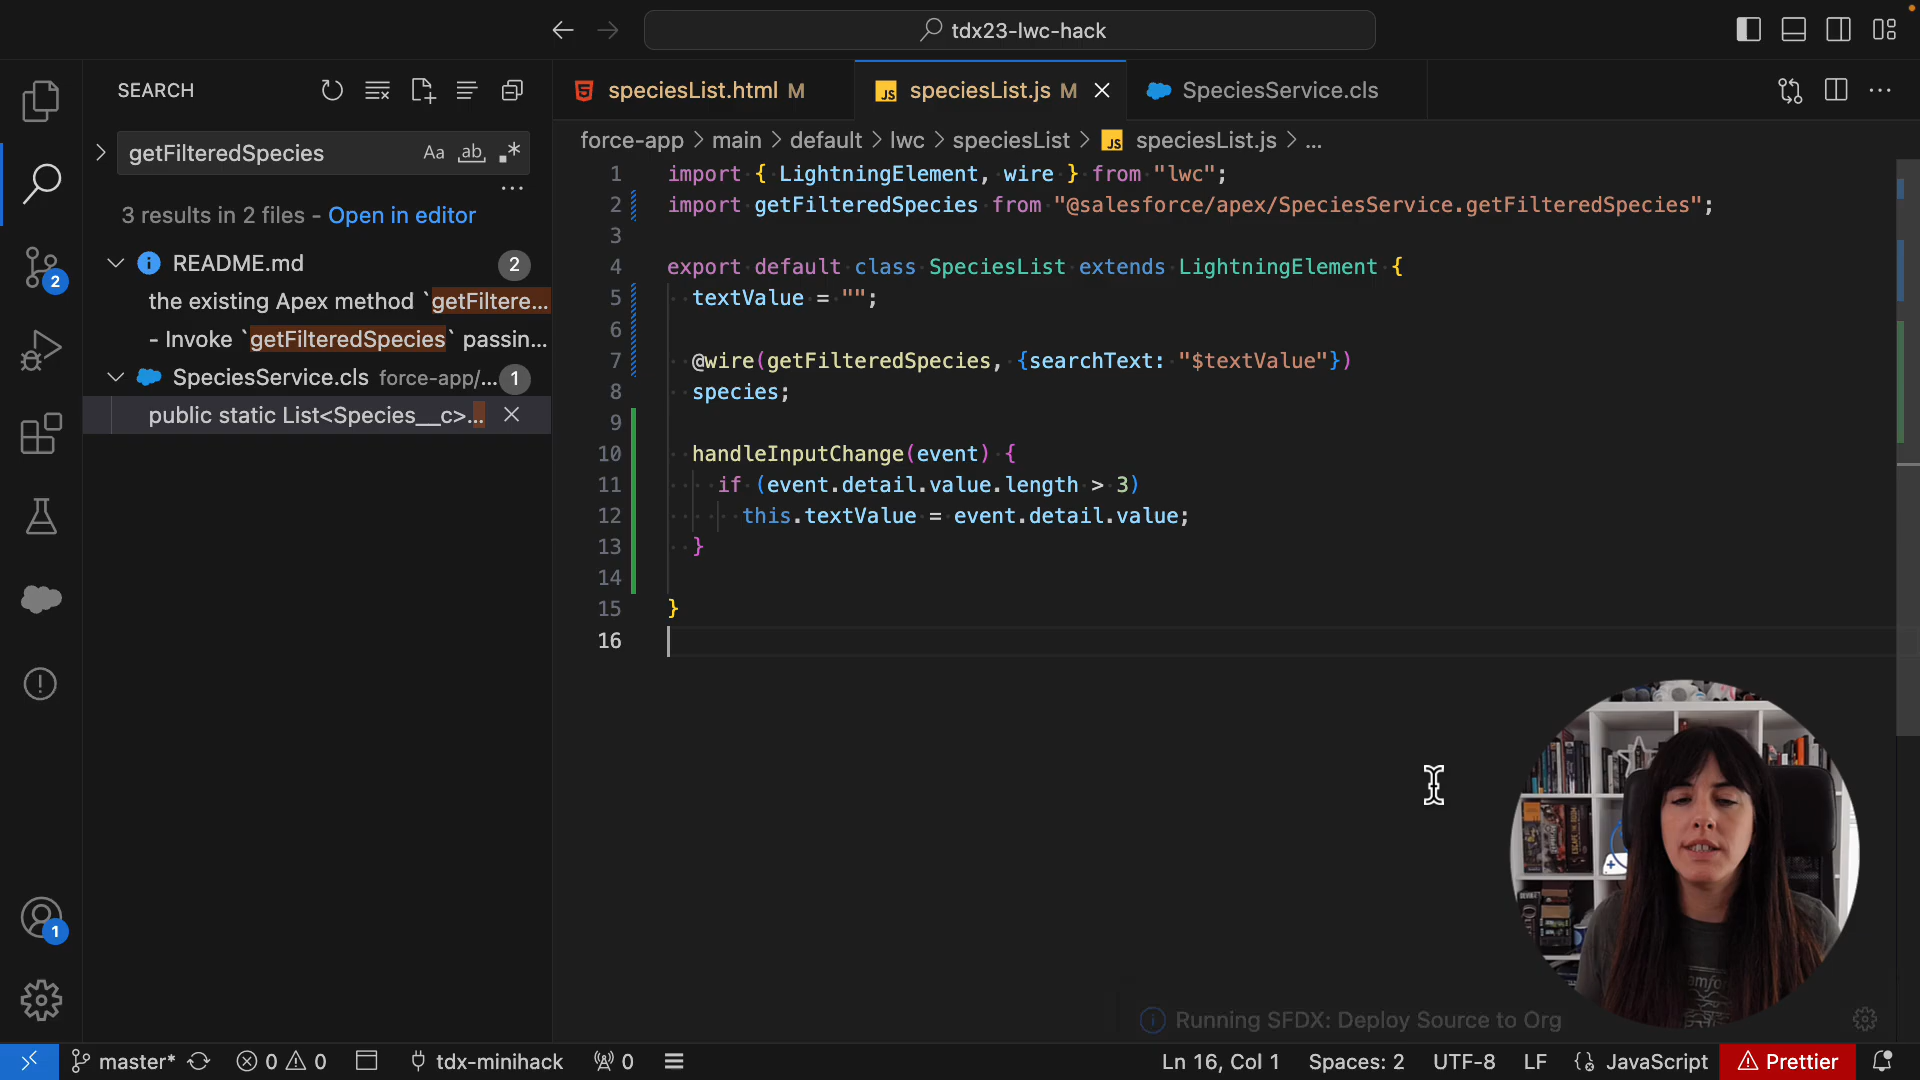 tdx23-lwc-hack
SEARCH
speciesList.html M
JS speciesList.js M
SpeciesService.cls
getFilteredSpecies Aa ab .*
force-app > main > default > lwc > speciesList > JS speciesList.js > ...
3 results in 2 files - Open in editor
README.md 2
the existing Apex method `getFiltere...
- Invoke `getFilteredSpecies` passin...
SpeciesService.cls force-app/... 1
public static List<Species__c>...
1 import { LightningElement, wire } from "lwc";
2 import getFilteredSpecies from "@salesforce/apex/SpeciesService.getFilteredSpecies";
3
4 export default class SpeciesList extends LightningElement {
5 textValue = "";
6
7 @wire(getFilteredSpecies, {searchText: "$textValue"})
8 species;
9
10 handleInputChange(event) {
11 if (event.detail.value.length > 3)
12 this.textValue = event.detail.value;
13 }
14
15 }
16
2
1
Running SFDX: Deploy Source to Org
master* 0 0 tdx-minihack 0
Ln 16, Col 1 Spaces: 2 UTF-8 LF {} JavaScript Prettier